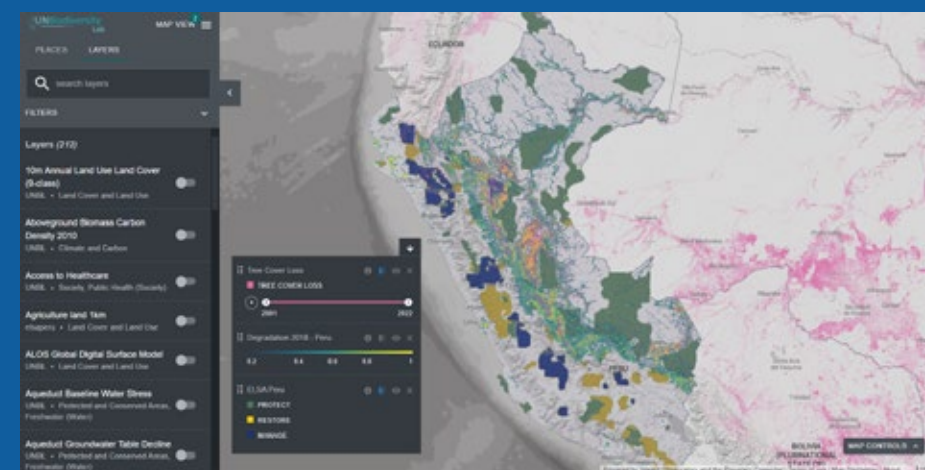 UNBiodiversity
Lab
MAP VIEW
PLACES LAYERS
search layers
FILTERS
Layers (212)
10m Annual Land Use Land Cover
(9-class)
UNBL • Land Cover and Land Use
Aboveground Biomass Carbon
Density 2010
UNBL • Climate and Carbon
Access to Healthcare
UNBL • Society, Public Health (Society)
Agriculture land 1km
• Land Cover and Land Use
ALOS Global Digital Surface Model
UNBL • Land Cover and Land Use
Aqueduct Baseline Water Stress
UNBL • Protected and Conserved Areas,
Freshwater (Water)
Aqueduct Groundwater Table Decline
UNBL • Protected and Conserved Areas,
Freshwater (Water)
Tree Cover Loss
TREE COVER LOSS
2001 2022
Degradation 2018 - Peru
0.2 0.4 0.6 0.8 1
ELSA Peru
PROTECT
RESTORE
MANAGE
ECUADOR
PERU
BOLIVIA
(PLURINATIONAL
STATE OF
MAP CONTROLS